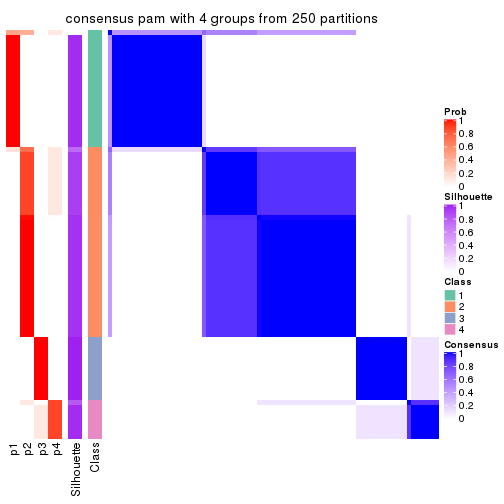 consensus pam with 4 groups from 250 partitions
Prob
1
0.8
0.6
0.4
0.2
0
Silhouette
1
0.8
0.6
0.4
0.2
0
Class
1
2
3
4
Consensus
1
0.8
0.6
0.4
0.2
0
p1
p2
p3
p4
Silhouette
Class